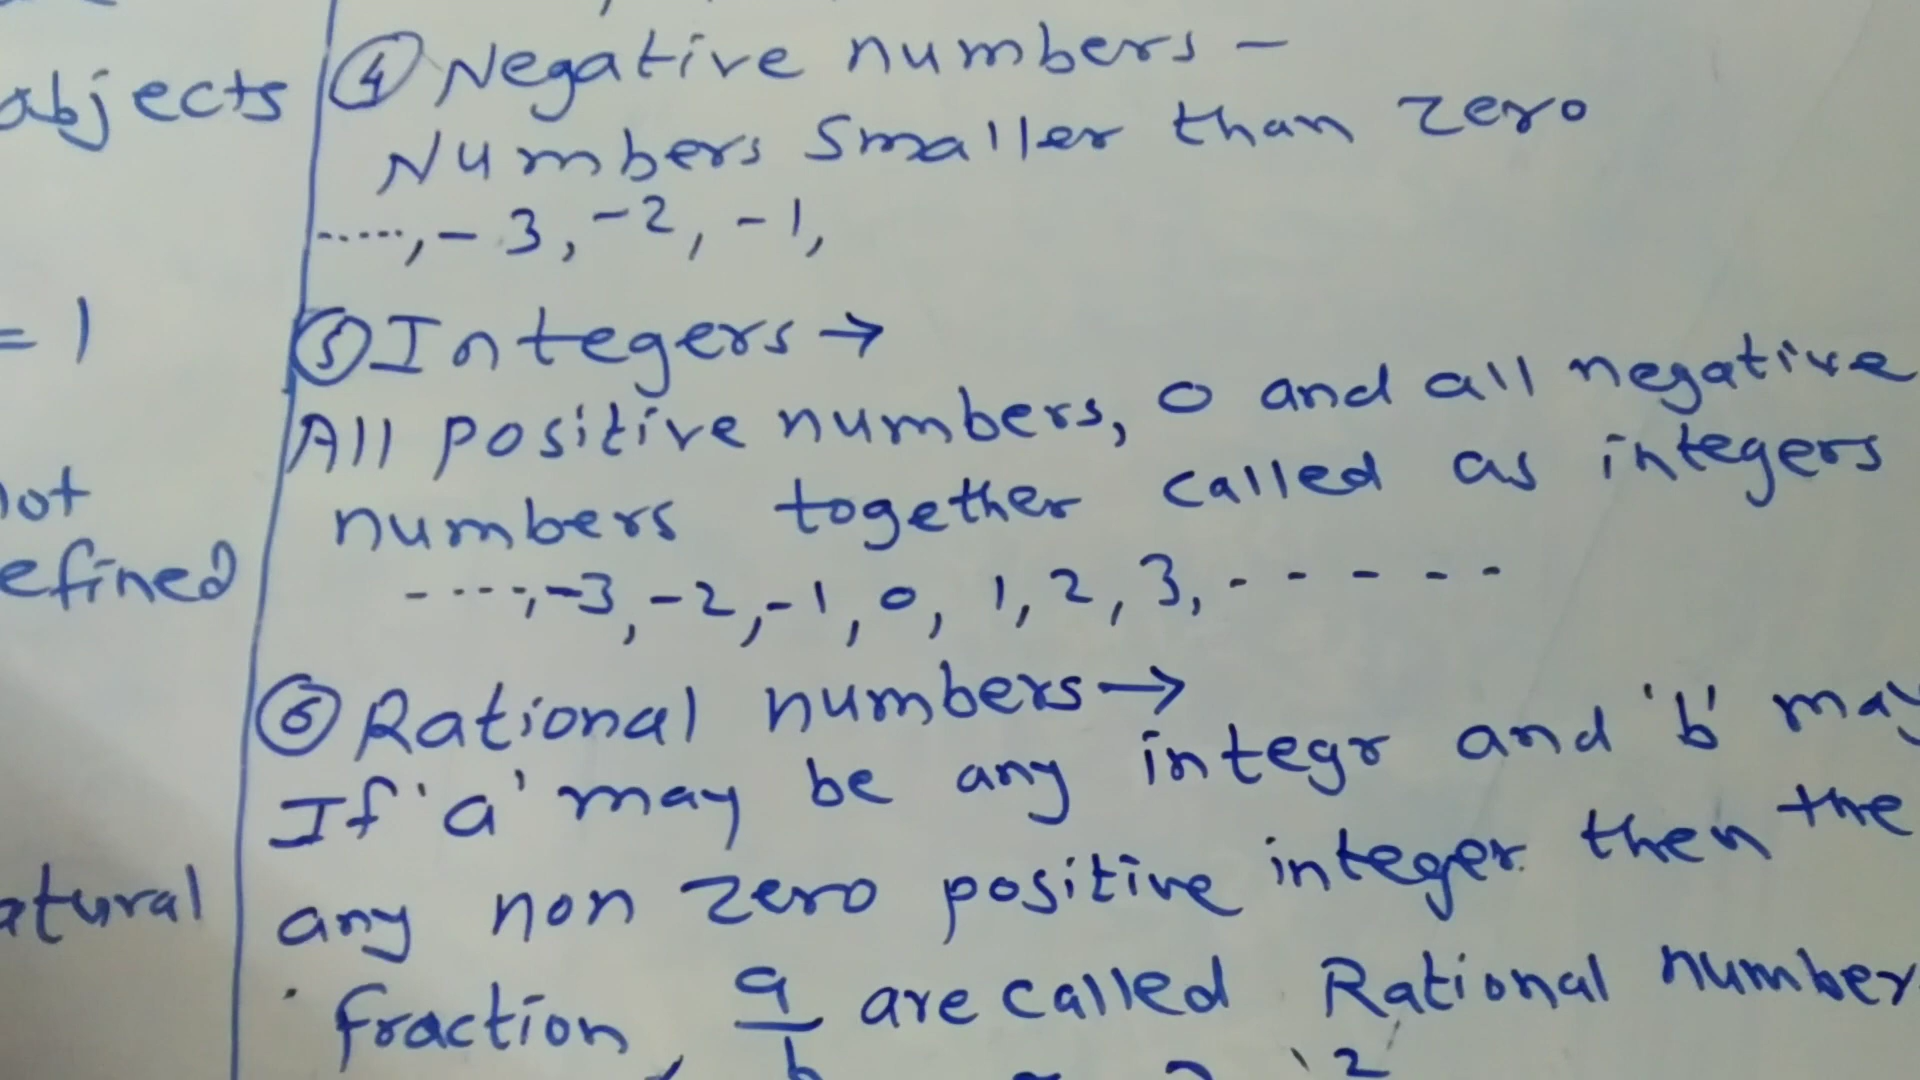 abjects
= 1
not
efined
atural
④ Negative numbers –
Numbers smaller than zero
......, -3, -2, -1,
⑤ Integers →
All positive numbers, 0 and all negative
numbers together called as integers
- - - -, -3, -2, -1, 0, 1, 2, 3, - - - - -
⑥ Rational numbers →
If 'a' may be any integr and 'b' may
any non zero positive integer then the
fraction, a/b are called Rational number
2